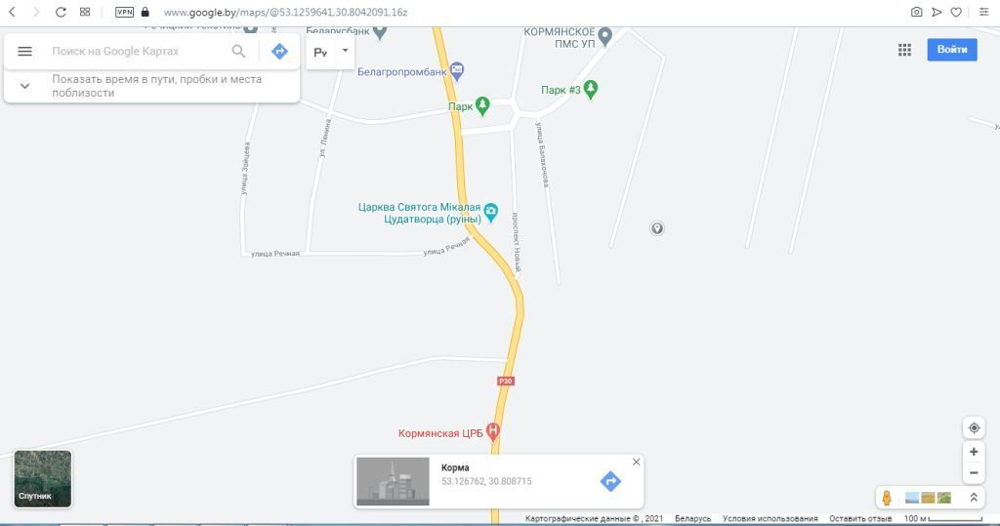 VPN
www.google.by/maps/@53.1259641,30.8042091,16z
Поиск на Google Картах
Ру
Войти
Показать время в пути, пробки и места
поблизости
Беларусбанк
КОРМЯНСКОЕ
ПМС УП
Белагропромбанк
Парк #3
Парк
ул. Ленина
улица Зайцева
улица Балахонова
Царква Святога Мікалая
Цудатворца (руіны)
проспект Новый
улица Речная
улица Речная
P30
Кормянская ЦРБ
Корма
53.126762, 30.808715
Спутник
Картографические данные © , 2021 Беларусь Условия использования Оставить отзыв 100 м